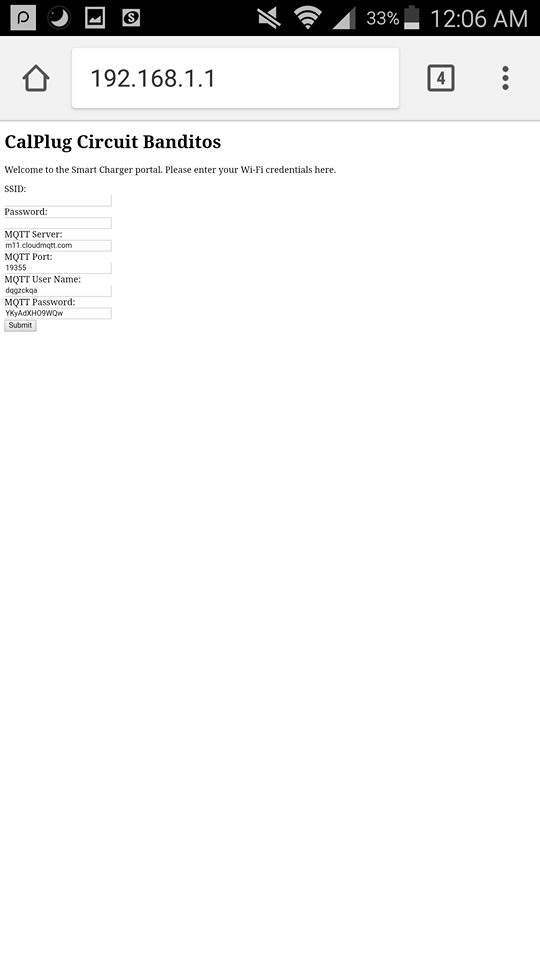 33% 12:06 AM
192.168.1.1
4
CalPlug Circuit Banditos
Welcome to the Smart Charger portal. Please enter your Wi-Fi credentials here.
SSID:
Password:
MQTT Server:
m11.cloudmqtt.com
MQTT Port:
19355
MQTT User Name:
dqgzckqa
MQTT Password:
YKyAdXHO9WQw
Submit